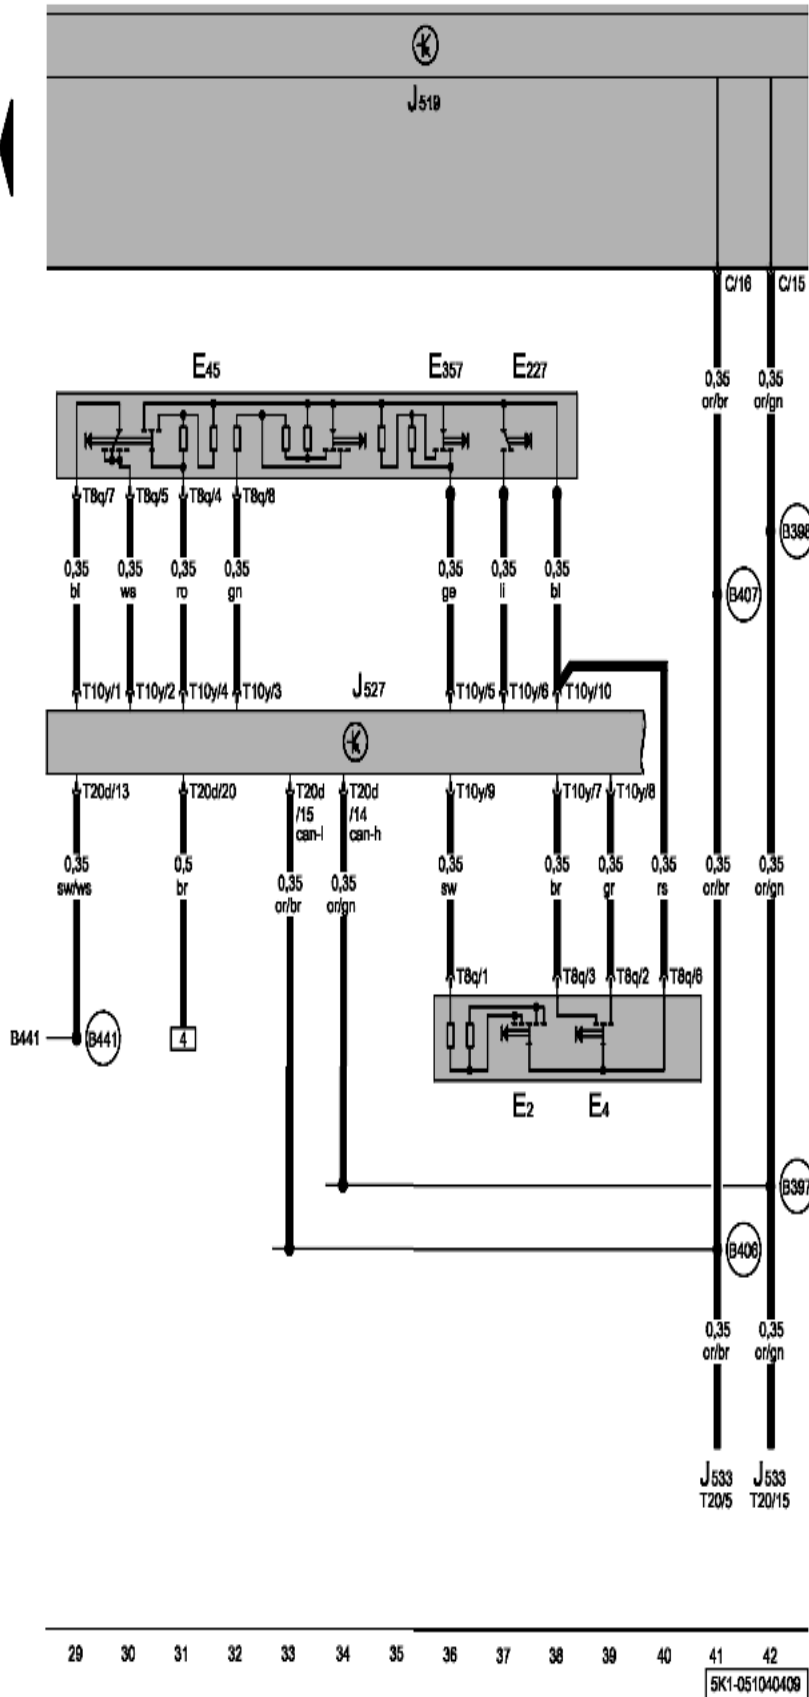 J519
C/16 C/15
0,35 0,35
or/br or/gn
E45 E357 E227
T8q/7 T8q/5 T8q/4 T8q/8
B398
0,35 0,35 0,35 0,35 0,35 0,35 0,35
bl ws ro gn ge li bl
B407
T10y/1 T10y/2 T10y/4 T10y/3 J527 T10y/5 T10y/6 T10y/10
T20d/13 T20d/20 T20d T20d T10y/9 T10y/7 T10y/8
/15 /14
can-l can-h
0,35 0,5 0,35 0,35 0,35 0,35 0,35 0,35 0,35 0,35
sw/ws br or/br or/gn sw br gr rs or/br or/gn
T8q/1 T8q/3 T8q/2 T8q/6
B441 B441 4
E2 E4
B397
B406
0,35 0,35
or/br or/gn
J533 J533
T20/5 T20/15
29 30 31 32 33 34 35 36 37 38 39 40 41 42
5K1-051040409